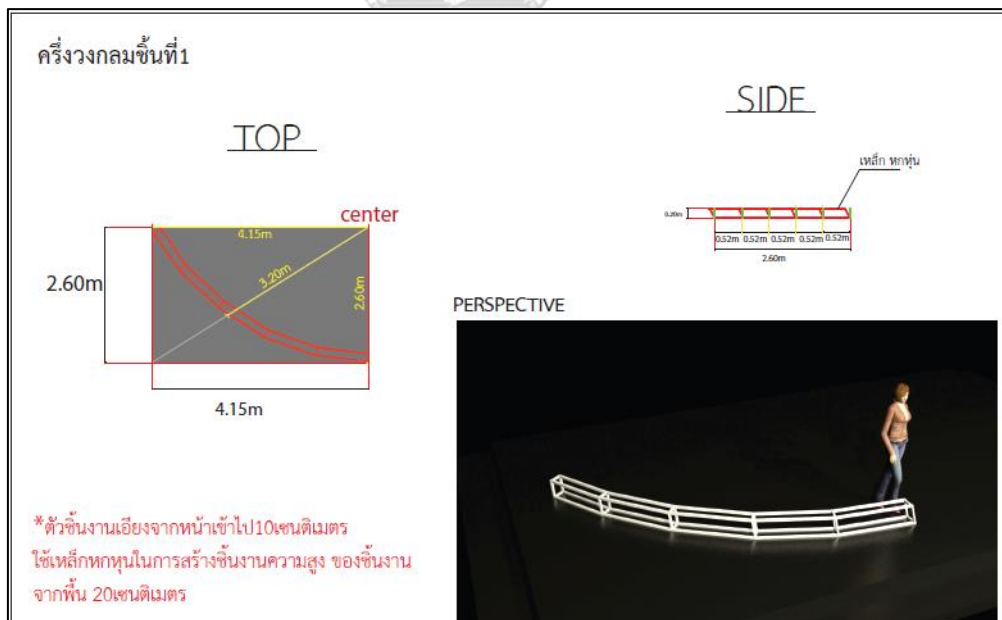 ครึ่งวงกลมชิ้นที่1
TOP
center
4.15m
2.60m
3.20m
2.60m
4.15m
SIDE
เหล็ก หกหุ่น
0.20m
0.52m 0.52m 0.52m 0.52m 0.52m
2.60m
PERSPECTIVE
*ตัวชิ้นงานเอียงจากหน้าเข้าไป10เซนติเมตร
ใช้เหล็กหกหุนในการสร้างชิ้นงานความสูง ของชิ้นงาน
จากพื้น 20เซนติเมตร